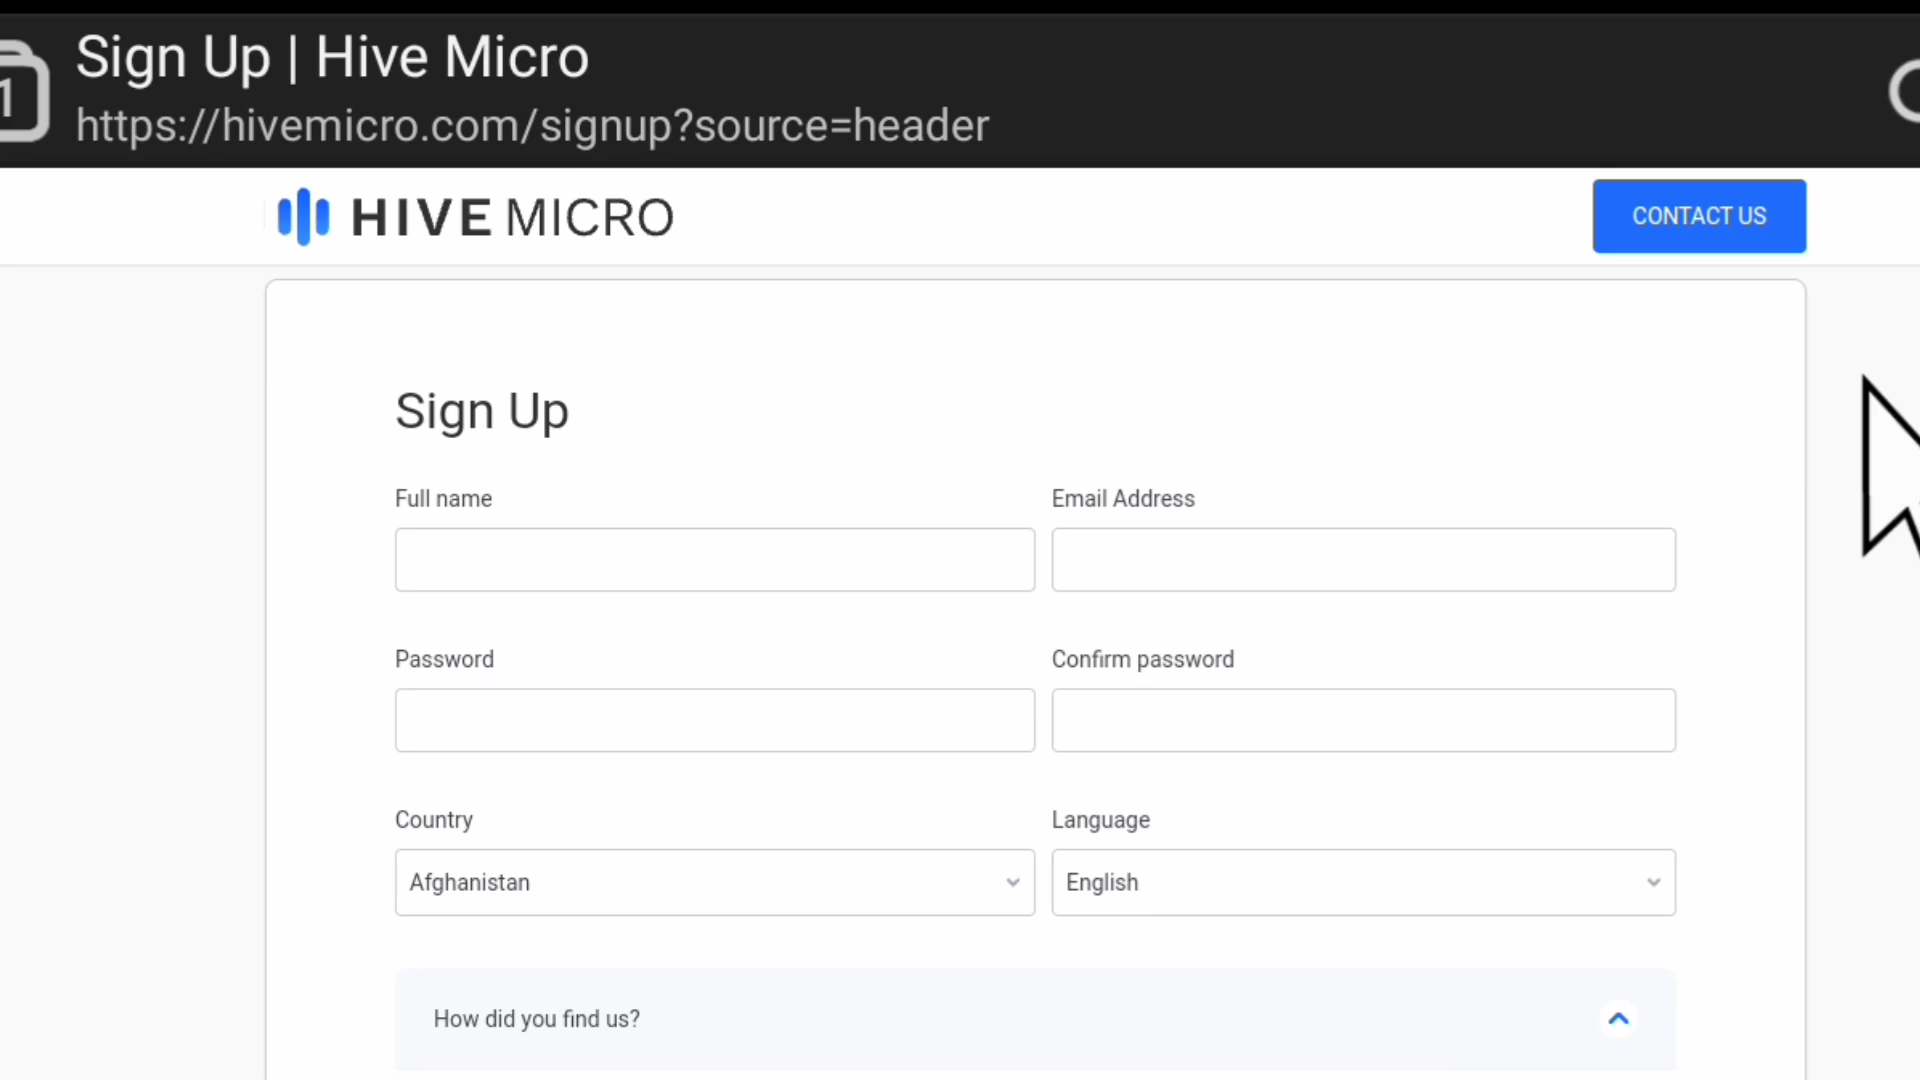 1
Sign Up | Hive Micro
https://hivemicro.com/signup?source=header
HIVE MICRO
CONTACT US
Sign Up
Full name
Email Address
Password
Confirm password
Country
Language
Afghanistan
English
How did you find us?